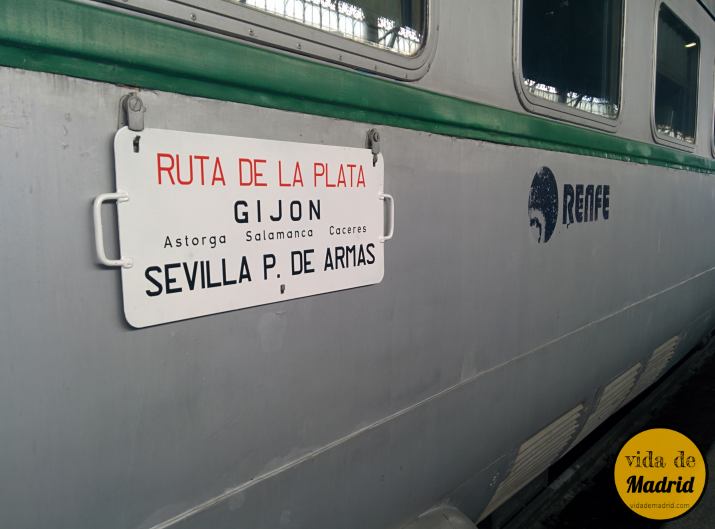 RUTA DE LA PLATA
GIJON
Astorga Salamanca Caceres
SEVILLA P. DE ARMAS
RENFE
vida de
Madrid
vidademadrid.com